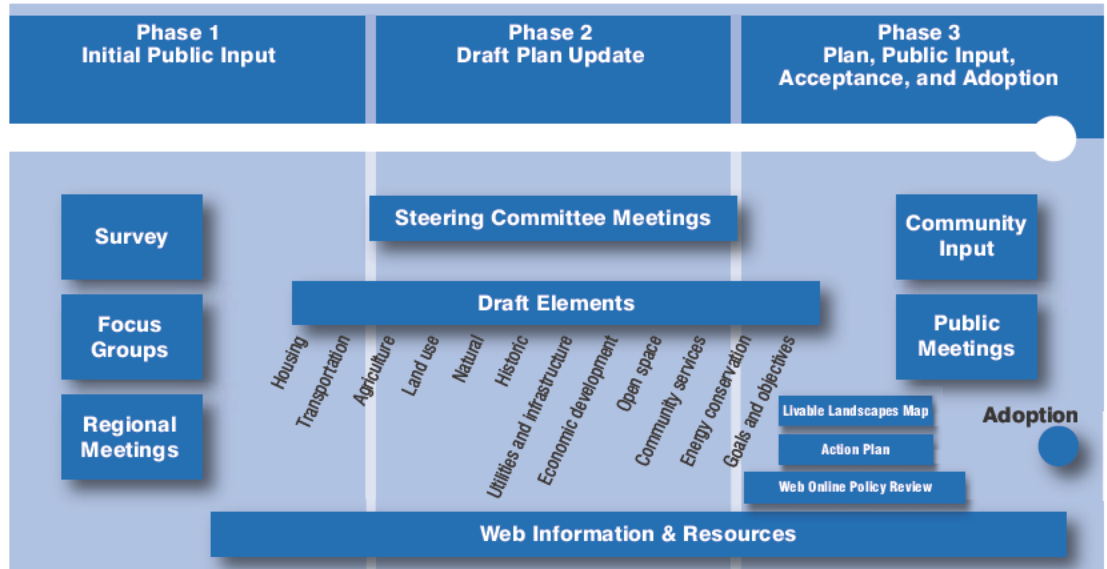 Phase 1
Initial Public Input
Phase 2
Draft Plan Update
Phase 3
Plan, Public Input,
Acceptance, and Adoption
Survey
Focus
Groups
Regional
Meetings
Steering Committee Meetings
Draft Elements
Housing
Transportation
Agriculture
Land use
Natural
Historic
Utilities and infrastructure
Economic development
Open space
Community services
Energy conservation
Goals and objectives
Community
Input
Public
Meetings
Livable Landscapes Map
Action Plan
Web Online Policy Review
Adoption
Web Information & Resources